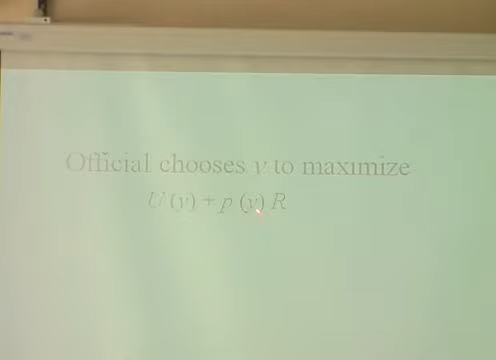 Official chooses y to maximize
U (y) + p (y) R